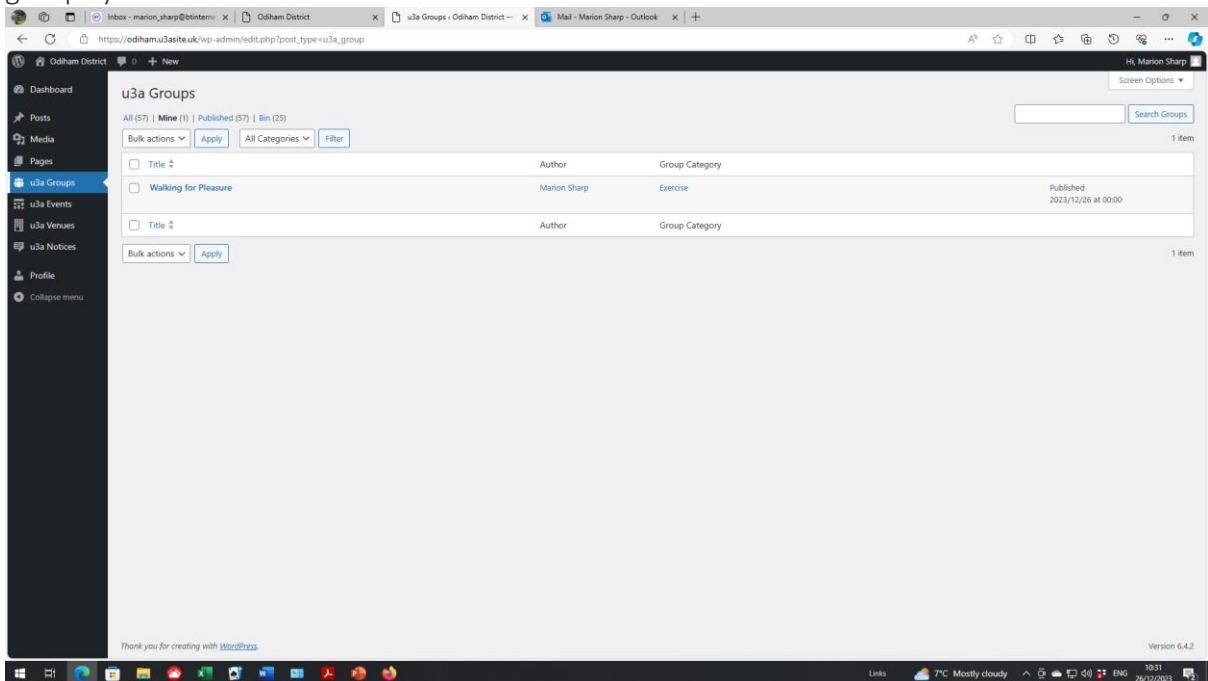 Inbox - marion_sharp@btinterne
Odiham District
u3a Groups ‹ Odiham District —
Mail - Marion Sharp - Outlook
https://odiham.u3asite.uk/wp-admin/edit.php?post_type=u3a_group
Odiham District 0 + New
Hi, Marion Sharp
Screen Options
Dashboard
Posts
Media
Pages
u3a Groups
u3a Events
u3a Venues
u3a Notices
Profile
Collapse menu
u3a Groups
All (57) | Mine (1) | Published (57) | Bin (25)
Search Groups
Bulk actions Apply All Categories Filter
1 item
Title Author Group Category
Walking for Pleasure Marion Sharp Exercise Published
2023/12/26 at 00:00
Title Author Group Category
Bulk actions Apply
1 item
Thank you for creating with WordPress.
Version 6.4.2
Links 7°C Mostly cloudy ENG 10:31
26/12/2023